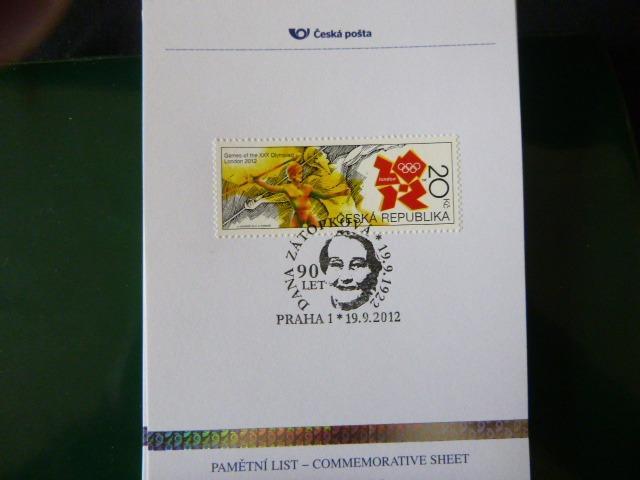 Česká pošta
Games of the XXX Olympiad
London 2012
london
20 Kč
ČESKÁ REPUBLIKA
DANA ZÁTOPKOVÁ * 19.9.1922
90
LET
PRAHA 1 * 19.9.2012
PAMĚTNÍ LIST – COMMEMORATIVE SHEET